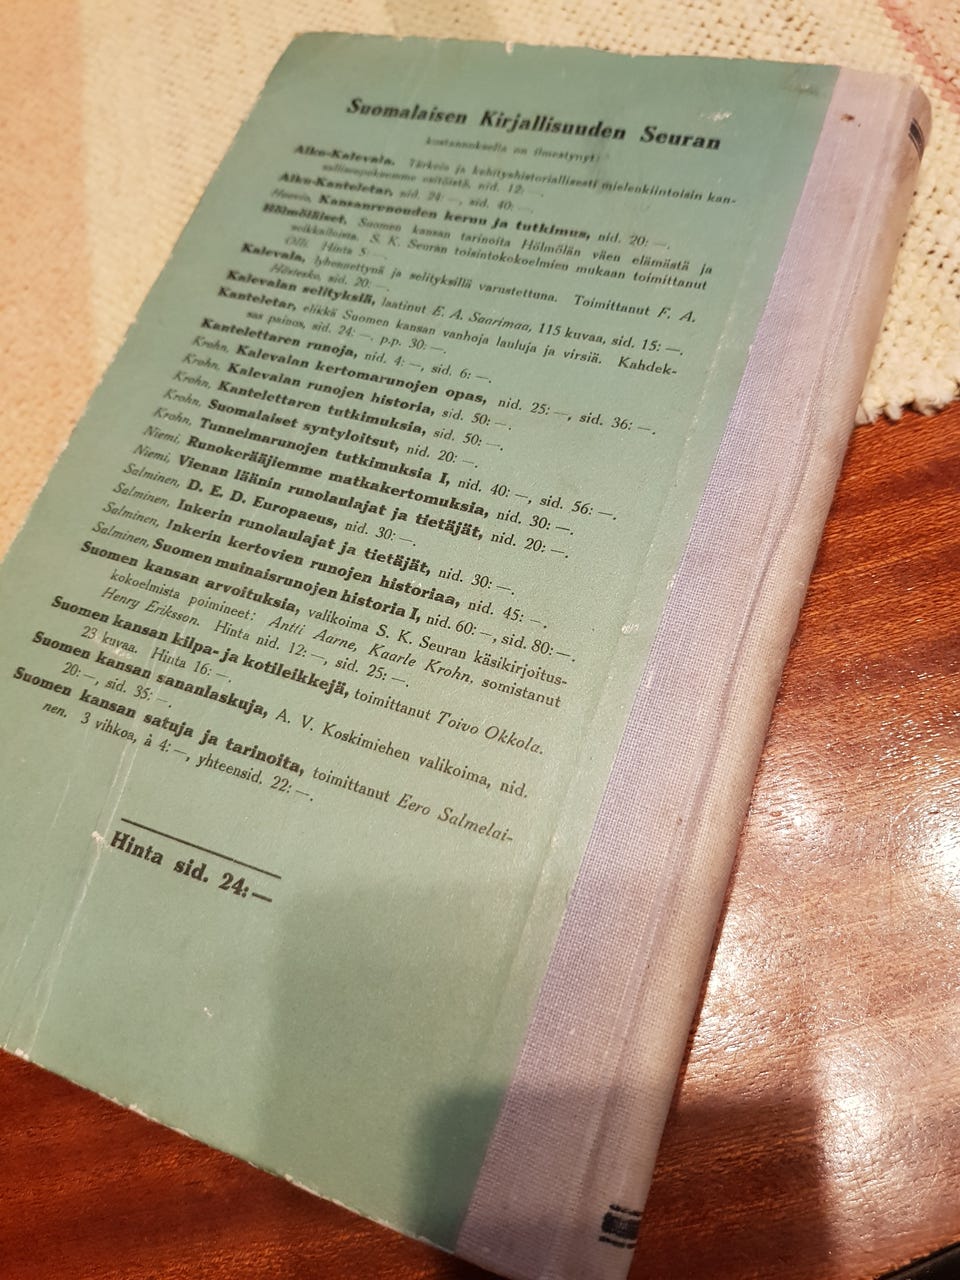 Suomalaisen Kirjallisuuden Seuran
kustannuksella on ilmestynyt:
Alku-Kalevala. Tärkein ja kehityshistoriallisesti mielenkiintoisin kan-
salliseepoksemme esitöistä, nid. 12: —.
Alku-Kanteletar, nid. 24: —, sid. 40: —.
Haavio, Kansanrunouden keruu ja tutkimus, nid. 20: —.
Hölmöläiset. Suomen kansan tarinoita Hölmölän väen elämästä ja
seikkailuista. S. K. Seuran toisintokokoelmien mukaan toimittanut
Olli. Hinta 5: —.
Kalevala, lyhennettynä ja selityksillä varustettuna. Toimittanut F. A.
Hästesko, sid. 20: —.
Kalevalan selityksiä, laatinut E. A. Saarimaa, 115 kuvaa, sid. 15: —.
Kanteletar, elikkä Suomen kansan vanhoja lauluja ja virsiä. Kahdek-
sas painos, sid. 24: —, p.p. 30: —.
Kantelettaren runoja, nid. 4: —, sid. 6: —.
Krohn, Kalevalan kertomarunojen opas, nid. 25: —, sid. 36: —.
Krohn, Kalevalan runojen historia, sid. 50: —.
Krohn, Kantelettaren tutkimuksia, sid. 50: —.
Krohn, Suomalaiset syntyloitsut, nid. 20: —.
Krohn, Tunnelmarunojen tutkimuksia I, nid. 40: —, sid. 56: —.
Niemi, Runokerääjiemme matkakertomuksia, nid. 30: —.
Niemi, Vienan läänin runolaulajat ja tietäjät, nid. 20: —.
Salminen, D. E. D. Europaeus, nid. 30: —.
Salminen, Inkerin runolaulajat ja tietäjät, nid. 30: —.
Salminen, Inkerin kertovien runojen historiaa, nid. 45: —.
Salminen, Suomen muinaisrunojen historia I, nid. 60: —, sid. 80: —.
Suomen kansan arvoituksia, valikoima S. K. Seuran käsikirjoitus-
kokoelmista poimineet: Antti Aarne, Kaarle Krohn, somistanut
Henry Eriksson. Hinta nid. 12: —, sid. 25: —.
Suomen kansan kilpa- ja kotileikkejä, toimittanut Toivo Okkola.
23 kuvaa. Hinta 16: —.
Suomen kansan sananlaskuja, A. V. Koskimiehen valikoima, nid.
20: —, sid. 35: —.
Suomen kansan satuja ja tarinoita, toimittanut Eero Salmelai-
nen. 3 vihkoa, à 4: —, yhteensid. 22: —.
Hinta sid. 24: —